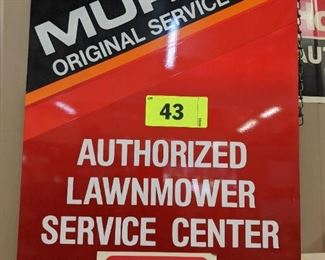 ORIGINAL SERVICE
43
AUTHORIZED
LAWNMOWER
SERVICE CENTER